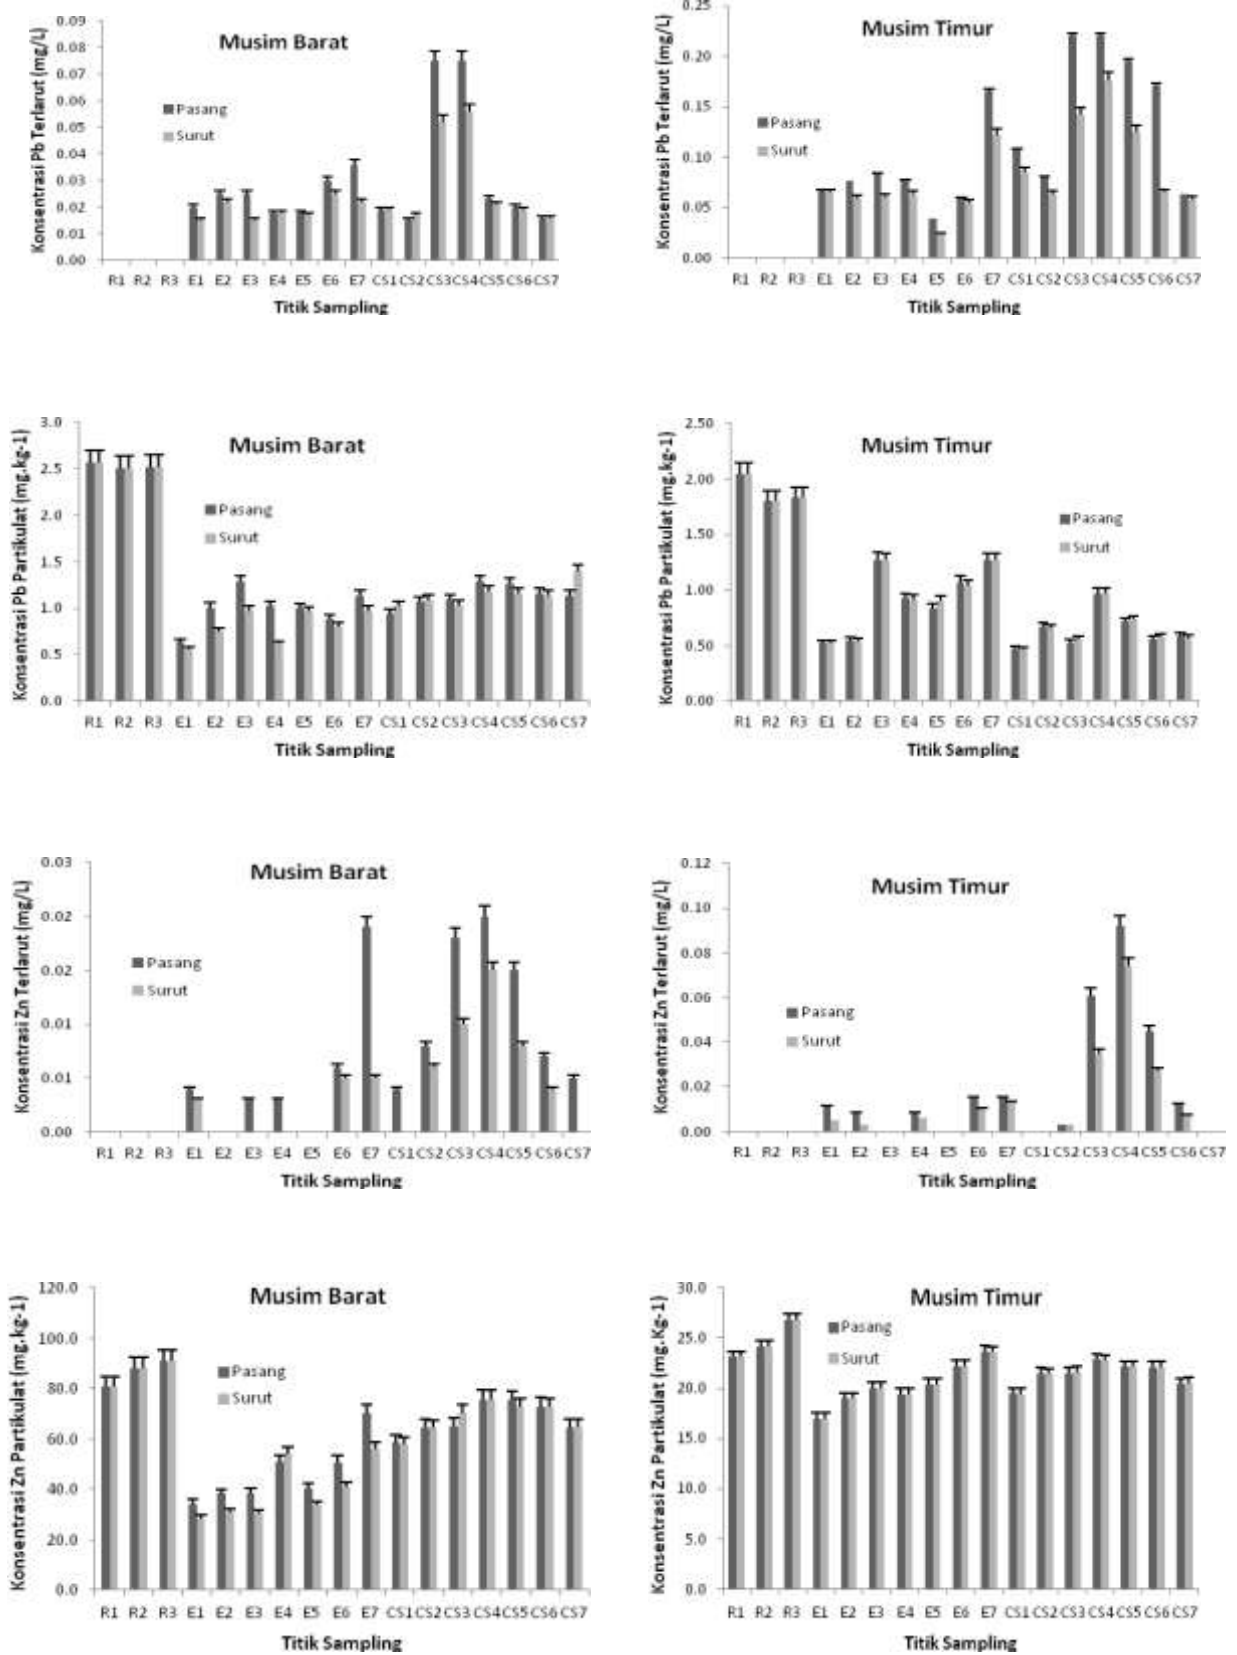 Musim Barat
Konsentrasi Pb Terlarut (mg/L)
0.09
0.08
0.07
0.06
0.05
0.04
0.03
0.02
0.01
0.00
Pasang
Surut
R1 R2 R3 E1 E2 E3 E4 E5 E6 E7 CS1 CS2 CS3 CS4 CS5 CS6 CS7
Titik Sampling
Musim Timur
Konsentrasi Pb Terlarut (mg/L)
0.25
0.20
0.15
0.10
0.05
0.00
Pasang
Surut
R1 R2 R3 E1 E2 E3 E4 E5 E6 E7 CS1 CS2 CS3 CS4 CS5 CS6 CS7
Titik Sampling
Musim Barat
Konsentrasi Pb Partikulat (mg.kg-1)
3.0
2.5
2.0
1.5
1.0
0.5
0.0
Pasang
Surut
R1 R2 R3 E1 E2 E3 E4 E5 E6 E7 CS1 CS2 CS3 CS4 CS5 CS6 CS7
Titik Sampling
Musim Timur
Konsentrasi Pb Partikulat (mg.kg-1)
2.50
2.00
1.50
1.00
0.50
0.00
Pasang
Surut
R1 R2 R3 E1 E2 E3 E4 E5 E6 E7 CS1 CS2 CS3 CS4 CS5 CS6 CS7
Titik Sampling
Musim Barat
Konsentrasi Zn Terlarut (mg/L)
0.03
0.02
0.02
0.01
0.01
0.00
Pasang
Surut
R1 R2 R3 E1 E2 E3 E4 E5 E6 E7 CS1 CS2 CS3 CS4 CS5 CS6 CS7
Titik Sampling
Musim Timur
Konsentrasi Zn Terlarut (mg/L)
0.12
0.10
0.08
0.06
0.04
0.02
0.00
Pasang
Surut
R1 R2 R3 E1 E2 E3 E4 E5 E6 E7 CS1 CS2 CS3 CS4 CS5 CS6 CS7
Titik Sampling
Musim Barat
Konsentrasi Zn Partikulat (mg.kg-1)
120.0
100.0
80.0
60.0
40.0
20.0
0.0
Pasang
Surut
R1 R2 R3 E1 E2 E3 E4 E5 E6 E7 CS1 CS2 CS3 CS4 CS5 CS6 CS7
Titik Sampling
Musim Timur
Konsentrasi Zn Partikulat (mg.Kg-1)
30.0
25.0
20.0
15.0
10.0
5.0
0.0
Pasang
Surut
R1 R2 R3 E1 E2 E3 E4 E5 E6 E7 CS1 CS2 CS3 CS4 CS5 CS6 CS7
Titik Sampling